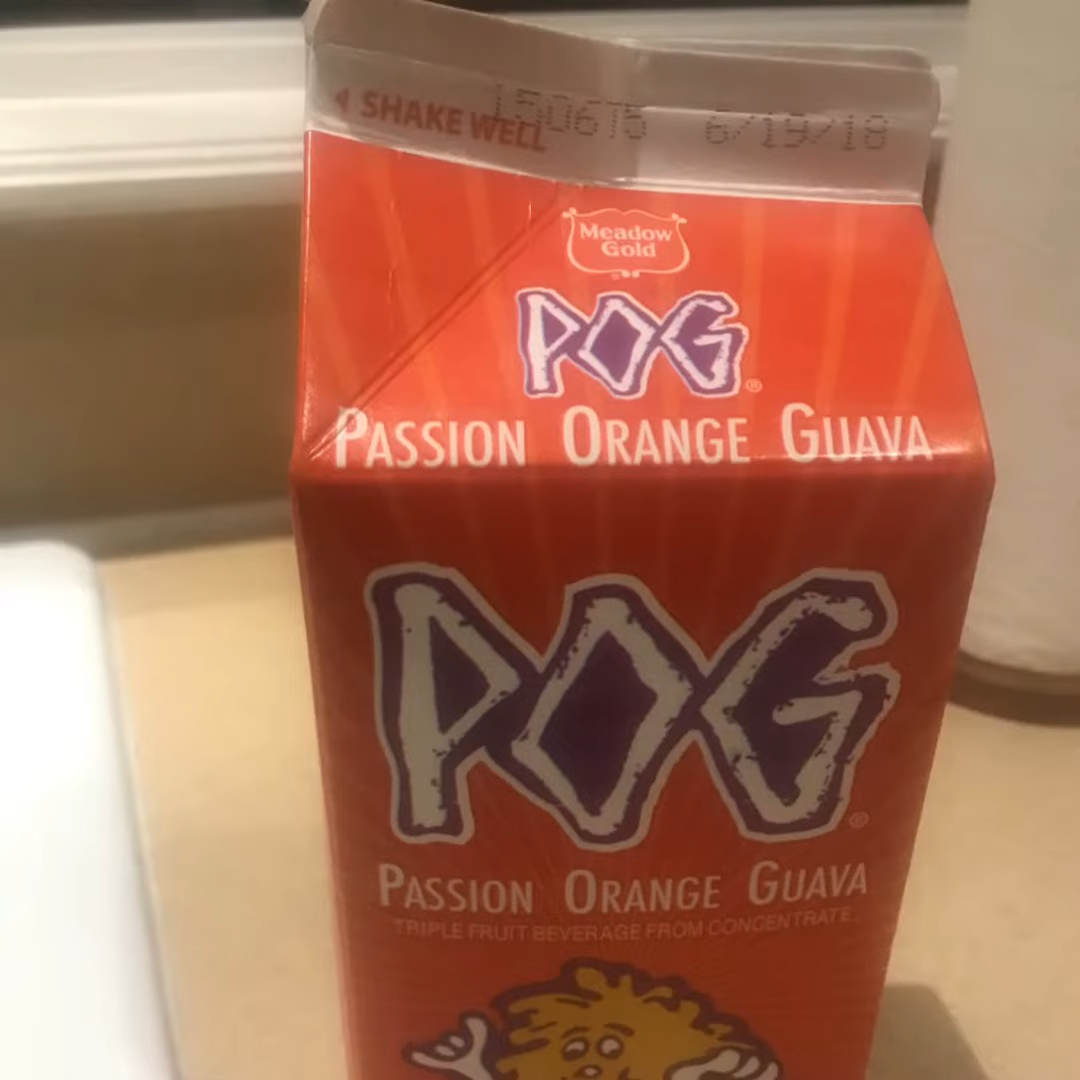 ◄ SHAKE WELL
1506T5 6/19/18
Meadow
Gold
POG®
PASSION ORANGE GUAVA
POG®
PASSION ORANGE GUAVA
TRIPLE FRUIT BEVERAGE FROM CONCENTRATE